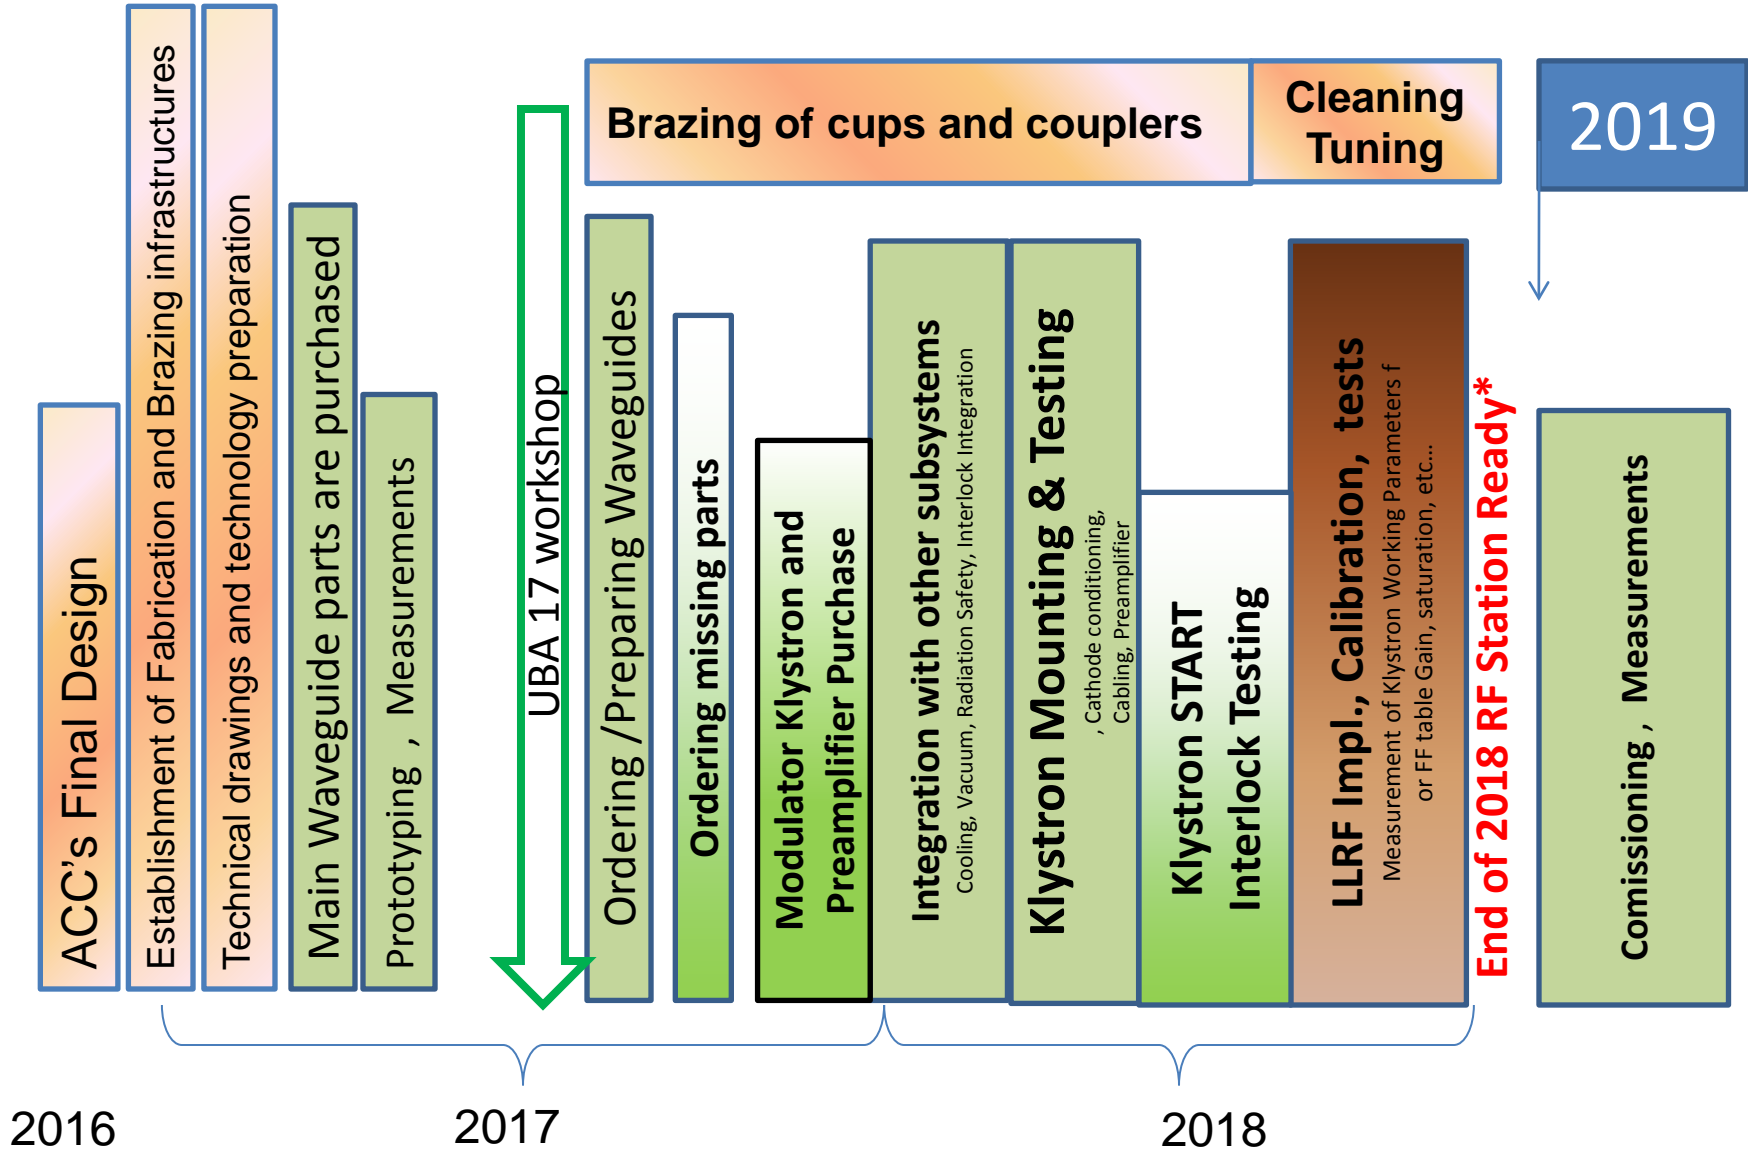 Brazing of cups and couplers
Cleaning
Tuning
2019
ACC's Final Design
Establishment of Fabrication and Brazing infrastructures
Technical drawings and technology preparation
Main Waveguide parts are purchased
Prototyping , Measurements
UBA 17 workshop
Ordering /Preparing Waveguides
Ordering missing parts
Modulator Klystron and
Preamplifier Purchase
Integration with other subsystems
Cooling, Vacuum, Radiation Safety, Interlock Integration
Klystron Mounting & Testing
, Cathode conditioning,
Cabling, Preamplifier
Klystron START
Interlock Testing
LLRF Impl., Calibration, tests
Measurement of Klystron Working Parameters f
or FF table Gain, saturation, etc...
End of 2018 RF Station Ready*
Comissioning , Measurements
2016
2017
2018